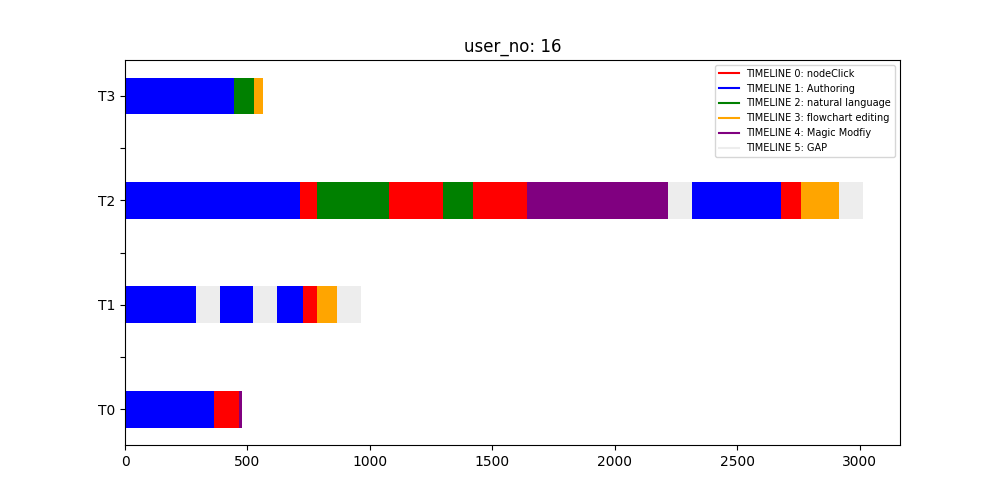 user_no: 16
TIMELINE 0: nodeClick
TIMELINE 1: Authoring
TIMELINE 2: natural language
TIMELINE 3: flowchart editing
TIMELINE 4: Magic Modfiy
TIMELINE 5: GAP
T3
T2
T1
T0
0 500 1000 1500 2000 2500 3000